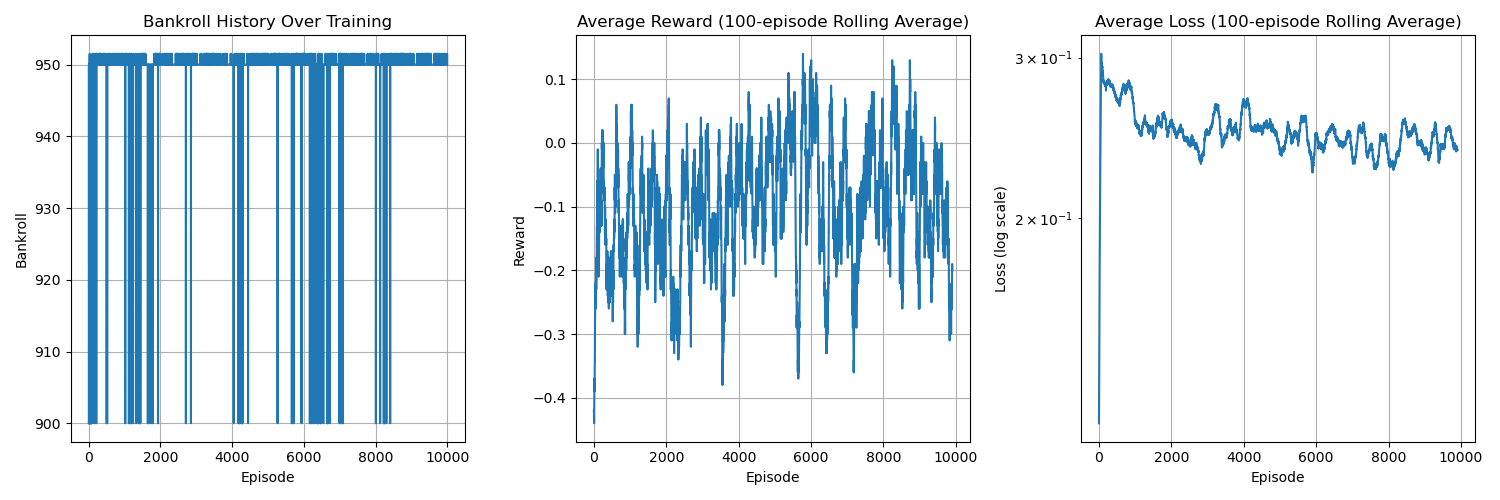 Bankroll History Over Training
950
940
930
920
910
900
Bankroll
0
2000
4000
6000
8000
10000
Episode
Average Reward (100-episode Rolling Average)
0.1
0.0
−0.1
−0.2
−0.3
−0.4
Reward
0
2000
4000
6000
8000
10000
Episode
Average Loss (100-episode Rolling Average)
3 × 10⁻¹
2 × 10⁻¹
Loss (log scale)
0
2000
4000
6000
8000
10000
Episode